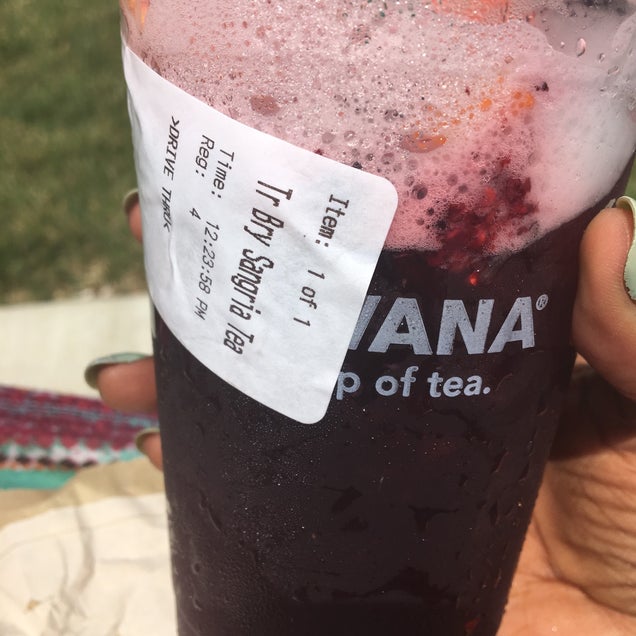 Item: 1 of 1
Tr Bry Sangria Tea
Time: 12:23:58 PM
Reg: 4
>DRIVE THRU<
VANA®
p of tea.